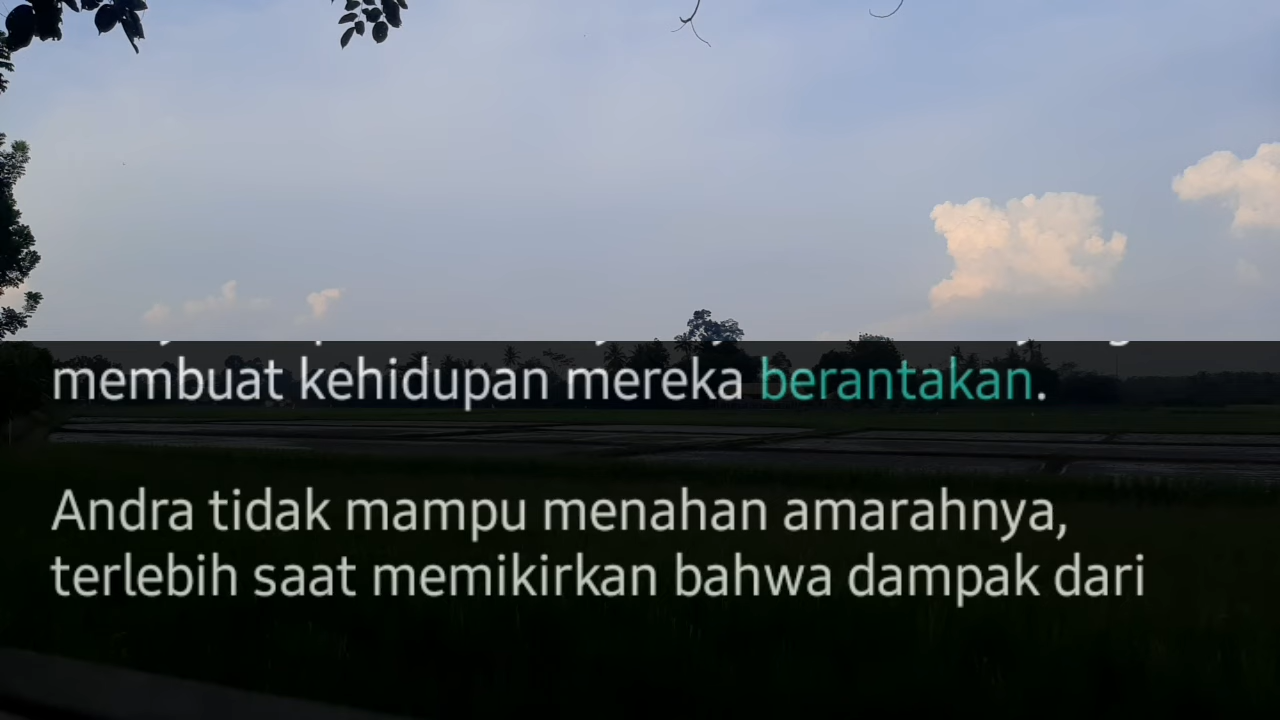 membuat kehidupan mereka berantakan.
Andra tidak mampu menahan amarahnya,
terlebih saat memikirkan bahwa dampak dari